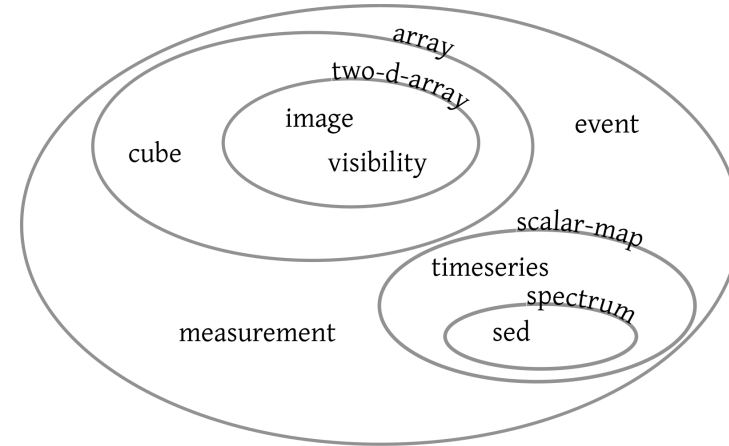 array
two-d-array
image
event
cube
visibility
scalar-map
timeseries
spectrum
measurement
sed